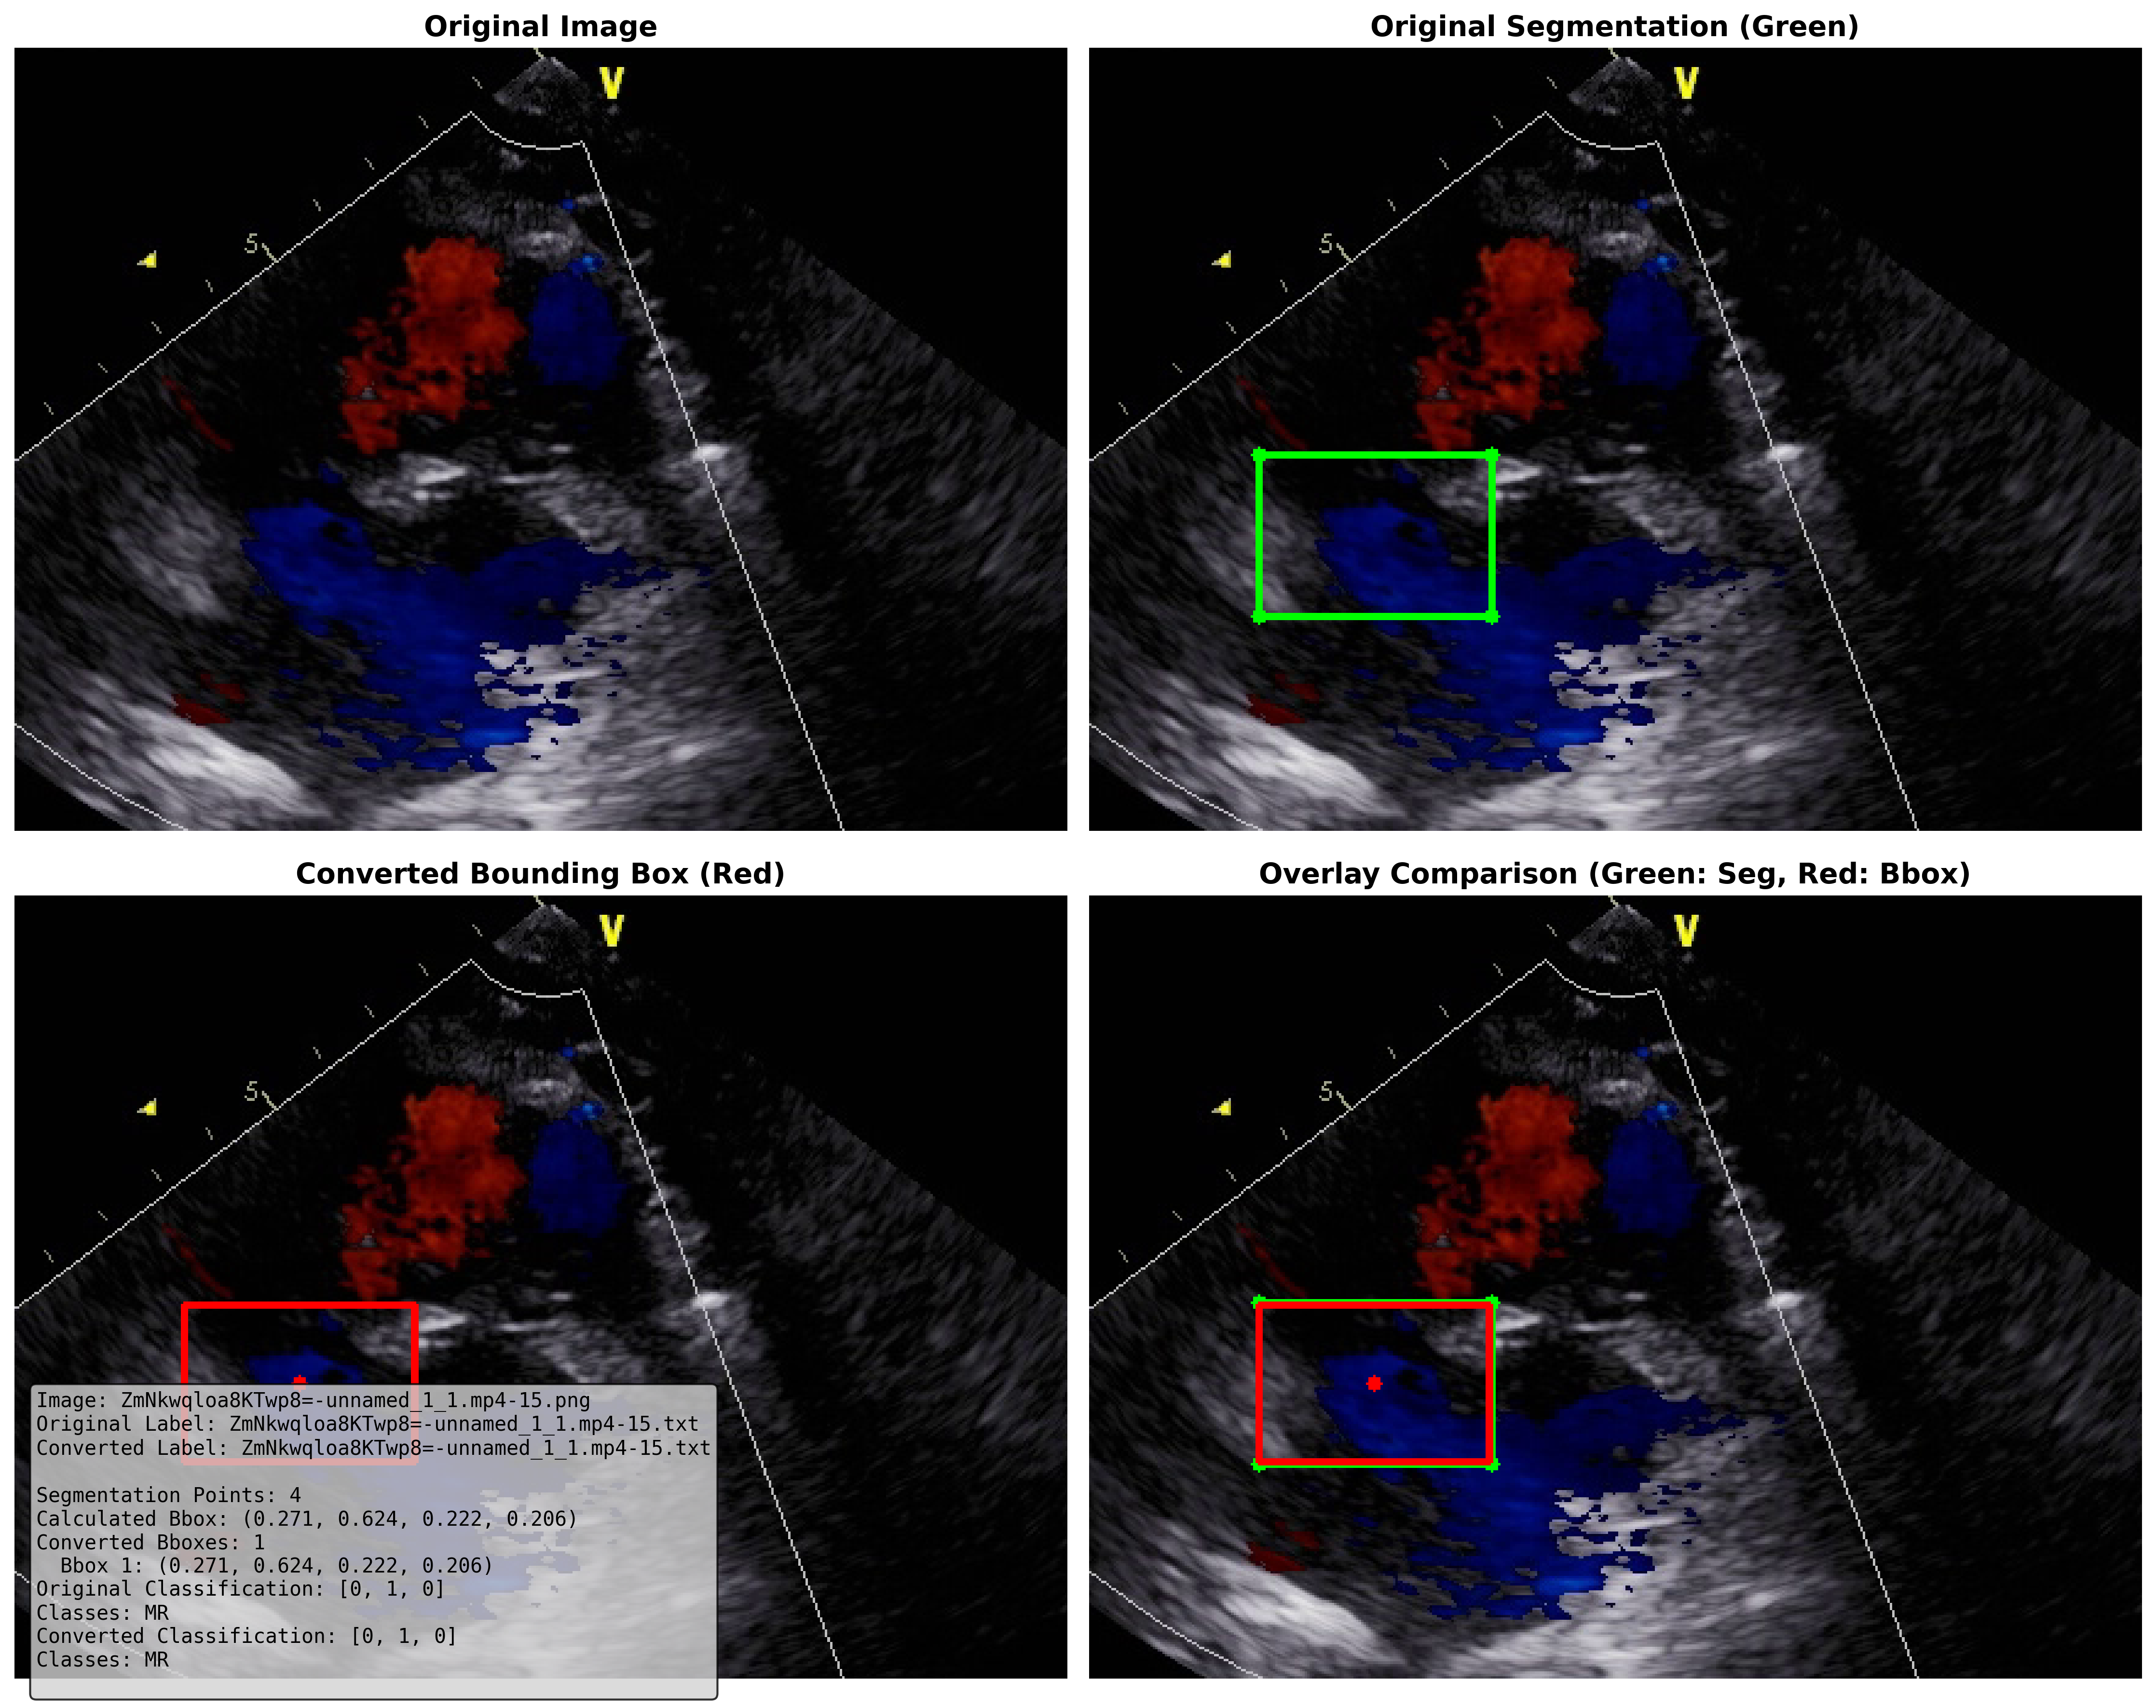 Original Image
Original Segmentation (Green)
V
5
V
5
Converted Bounding Box (Red)
Overlay Comparison (Green: Seg, Red: Bbox)
V
5
V
5
Image: ZmNkwqloa8KTwp8=-unnamed_1_1.mp4-15.png
Original Label: ZmNkwqloa8KTwp8=-unnamed_1_1.mp4-15.txt
Converted Label: ZmNkwqloa8KTwp8=-unnamed_1_1.mp4-15.txt
Segmentation Points: 4
Calculated Bbox: (0.271, 0.624, 0.222, 0.206)
Converted Bboxes: 1
Bbox 1: (0.271, 0.624, 0.222, 0.206)
Original Classification: [0, 1, 0]
Classes: MR
Converted Classification: [0, 1, 0]
Classes: MR